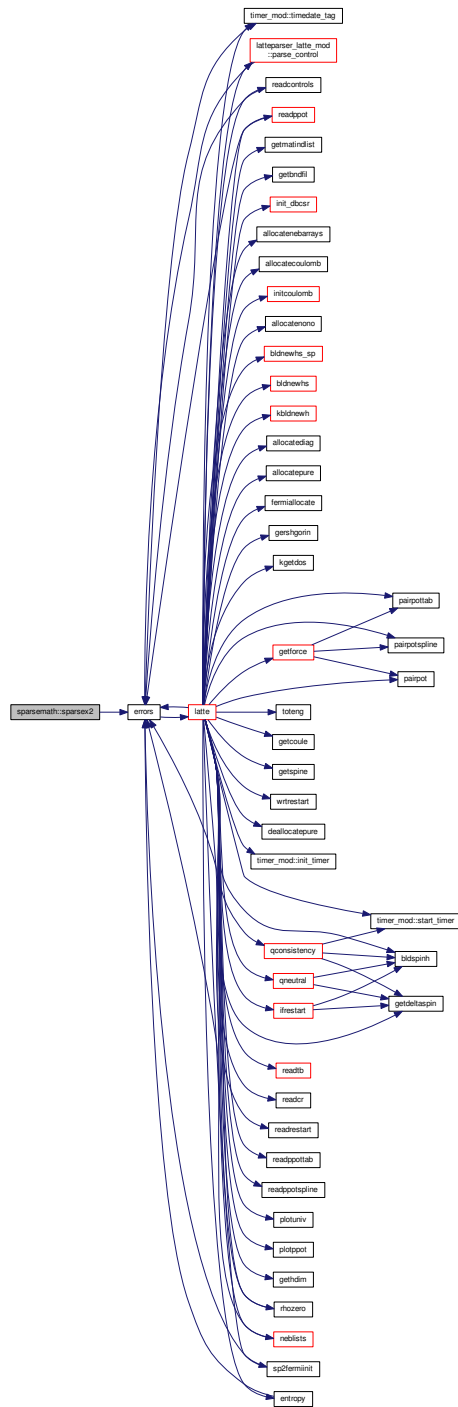 timer_mod::timedate_tag
latteparser_latte_mod
::parse_control
readcontrols
readppot
getmatindlist
getbndfil
init_dbcsr
allocatenebarrays
allocatecoulomb
initcoulomb
allocatenono
bldnewhs_sp
bldnewhs
kbldnewh
allocatediag
allocatepure
fermiallocate
gershgorin
kgetdos
pairpottab
pairpotspline
getforce
pairpot
sparsemath::sparsex2
errors
latte
toteng
getcoule
getspine
wrtrestart
deallocatepure
timer_mod::init_timer
timer_mod::start_timer
qconsistency
bldspinh
qneutral
getdeltaspin
ifrestart
readtb
readcr
readrestart
readppottab
readppotspline
plotuniv
plotppot
gethdim
rhozero
neblists
sp2fermiinit
entropy